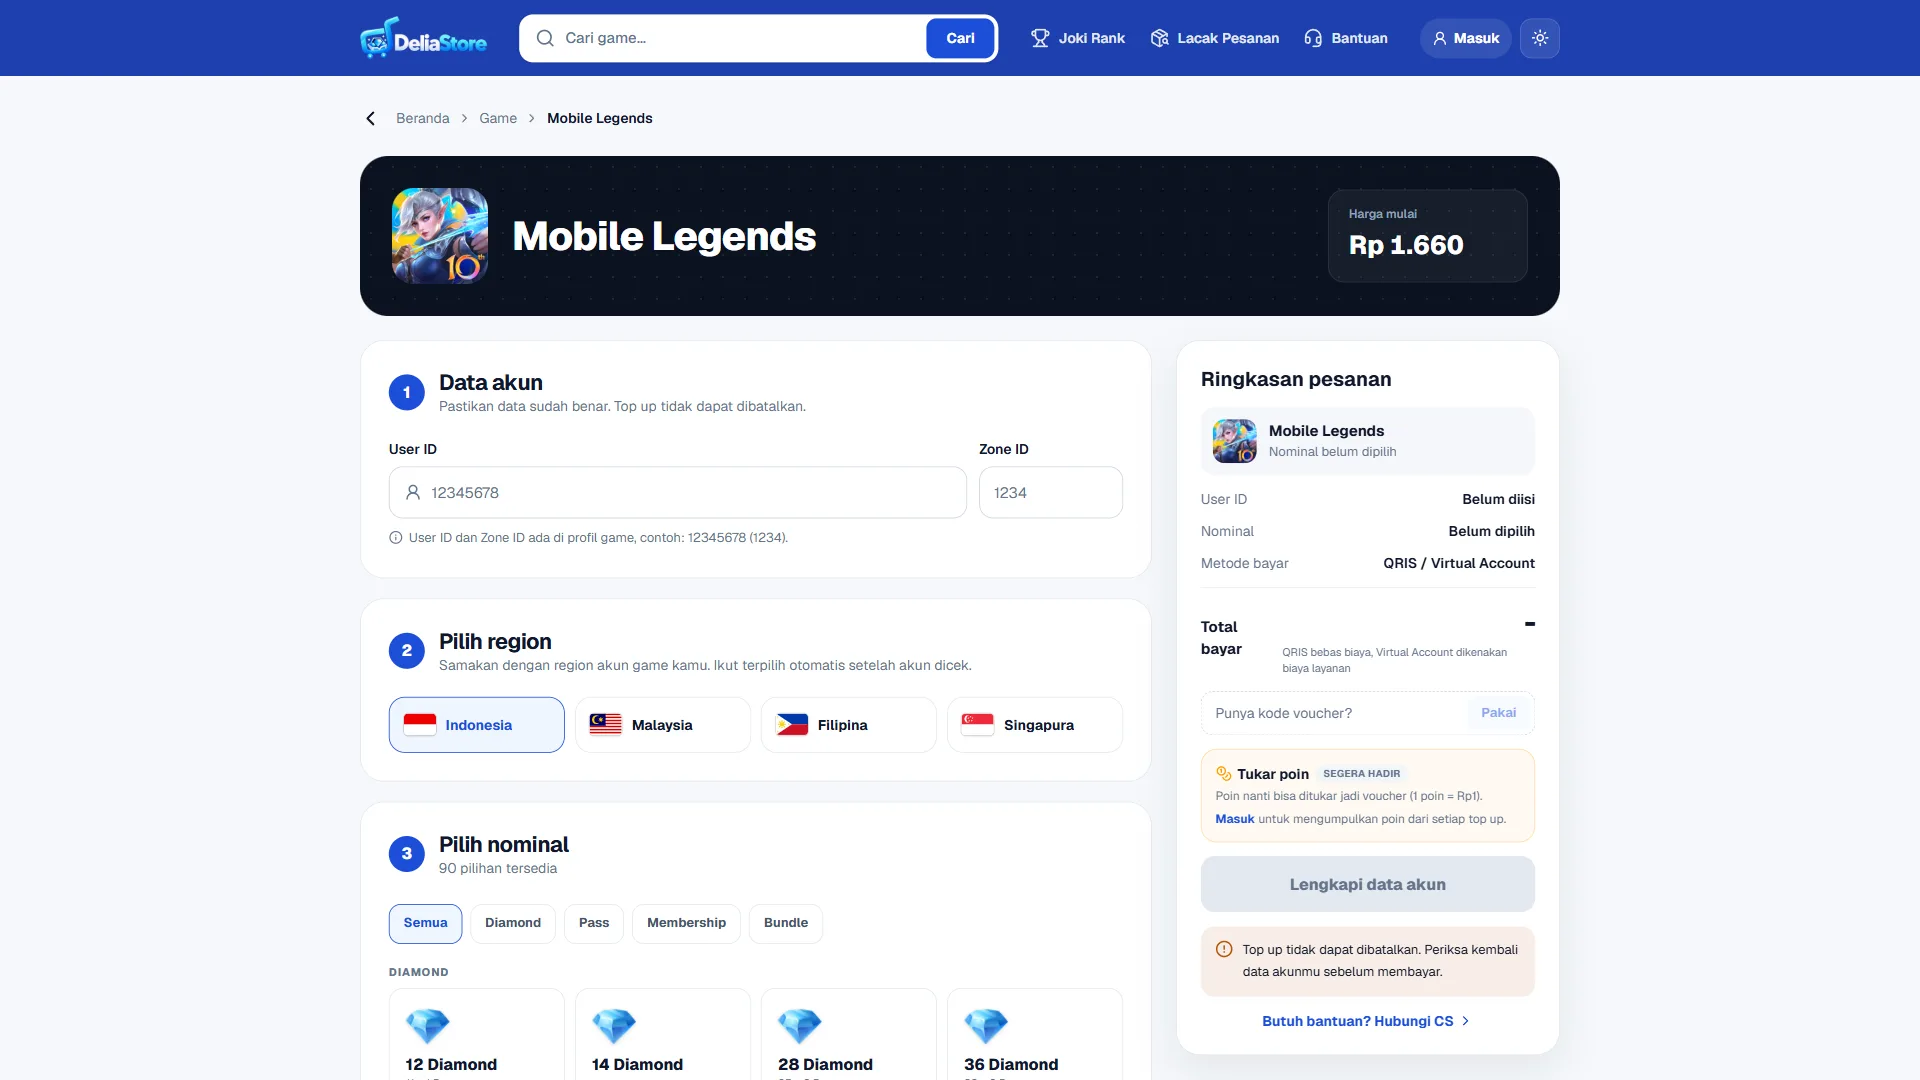 DeliaStore
Cari game...
Cari
Joki Rank
Lacak Pesanan
Bantuan
Masuk
Beranda
Game
Mobile Legends
10th
Mobile Legends
Harga mulai
Rp 1.660
1
Data akun
Pastikan data sudah benar. Top up tidak dapat dibatalkan.
User ID
Zone ID
12345678
1234
User ID dan Zone ID ada di profil game, contoh: 12345678 (1234).
2
Pilih region
Samakan dengan region akun game kamu. Ikut terpilih otomatis setelah akun dicek.
Indonesia
Malaysia
Filipina
Singapura
3
Pilih nominal
90 pilihan tersedia
Semua
Diamond
Pass
Membership
Bundle
DIAMOND
12 Diamond
14 Diamond
28 Diamond
36 Diamond
Ringkasan pesanan
10
Mobile Legends
Nominal belum dipilih
User ID
Belum diisi
Nominal
Belum dipilih
Metode bayar
QRIS / Virtual Account
Total
bayar
-
QRIS bebas biaya, Virtual Account dikenakan
biaya layanan
Punya kode voucher?
Pakai
Tukar poin
SEGERA HADIR
Poin nanti bisa ditukar jadi voucher (1 poin = Rp1).
Masuk untuk mengumpulkan poin dari setiap top up.
Lengkapi data akun
Top up tidak dapat dibatalkan. Periksa kembali
data akunmu sebelum membayar.
Butuh bantuan? Hubungi CS